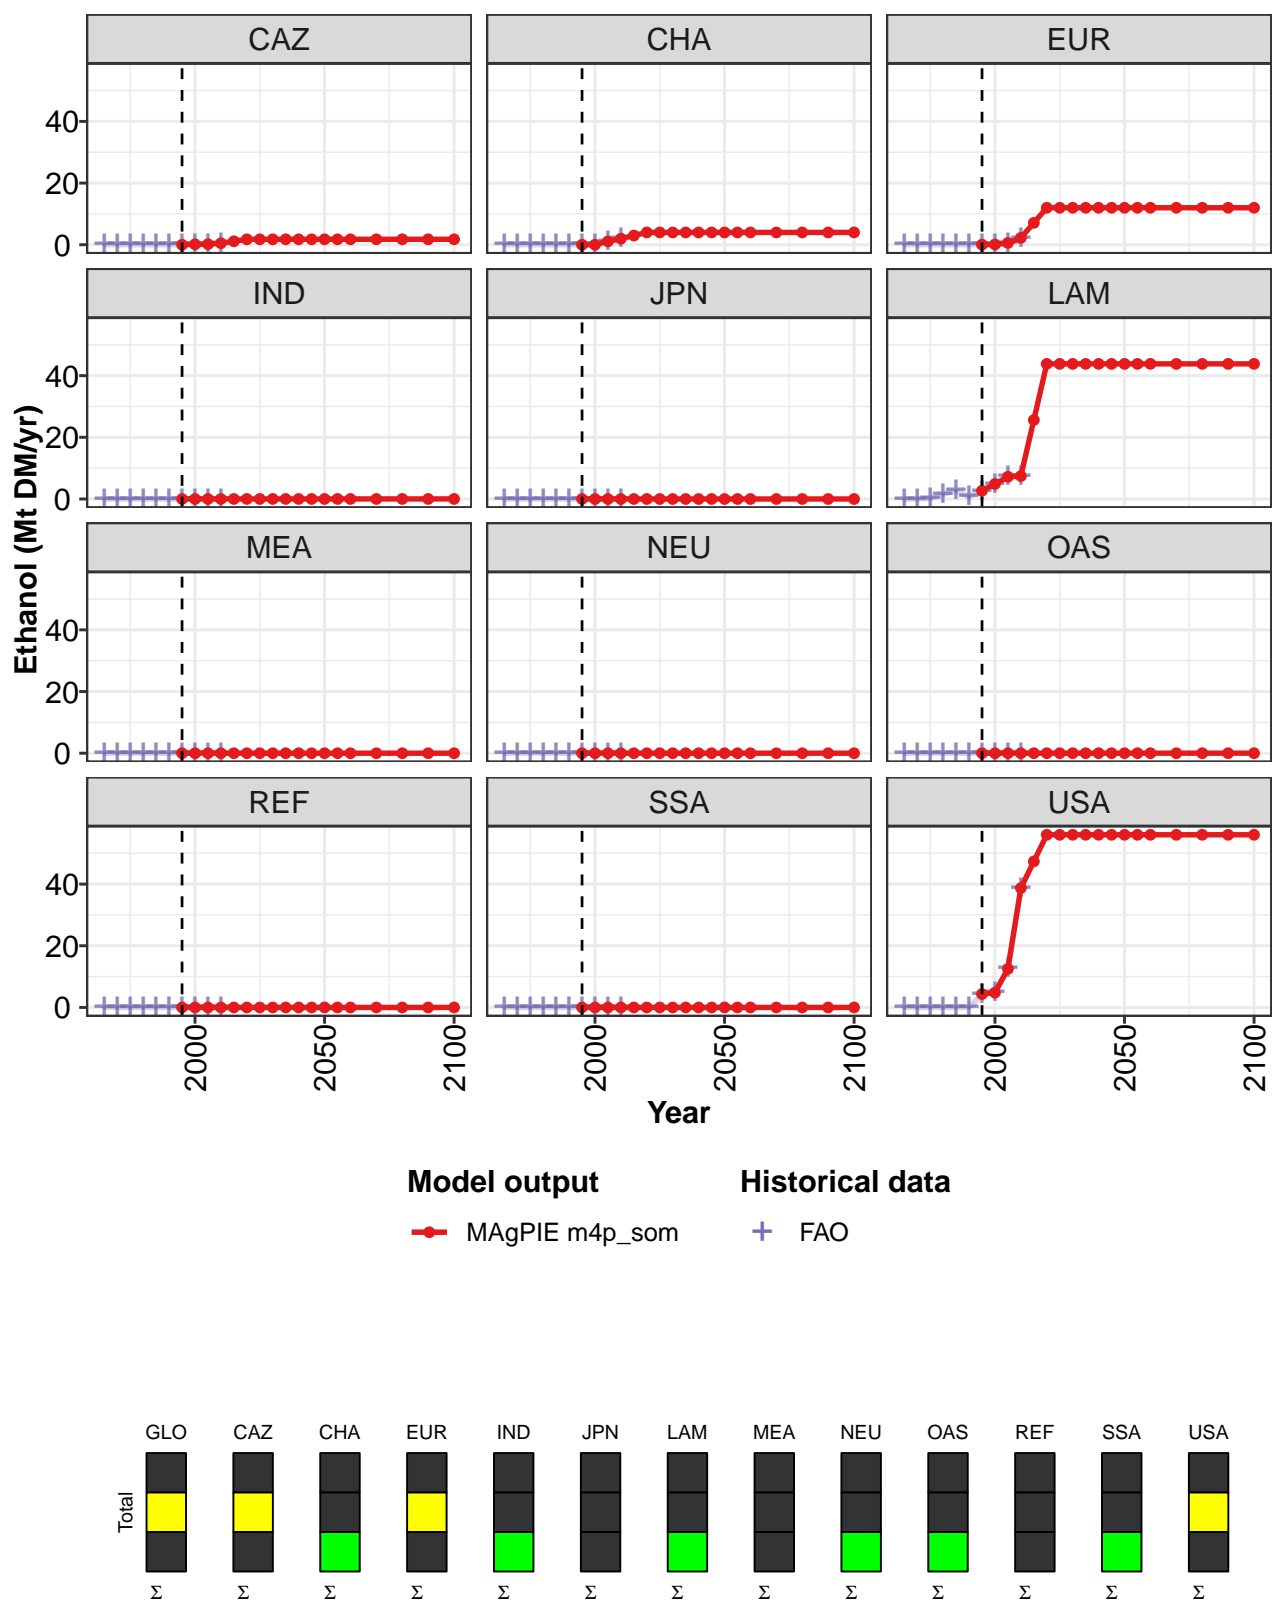 CAZ CHA EUR
40
20
0
IND JPN LAM
40
20
0
MEA NEU OAS
40
20
0
REF SSA USA
40
20
0
Ethanol (Mt DM/yr)
2000 2050 2100 2000 2050 2100 2000 2050 2100
Year
Model output Historical data
MAgPIE m4p_som FAO
GLO CAZ CHA EUR IND JPN LAM MEA NEU OAS REF SSA USA
Total
Σ Σ Σ Σ Σ Σ Σ Σ Σ Σ Σ Σ Σ